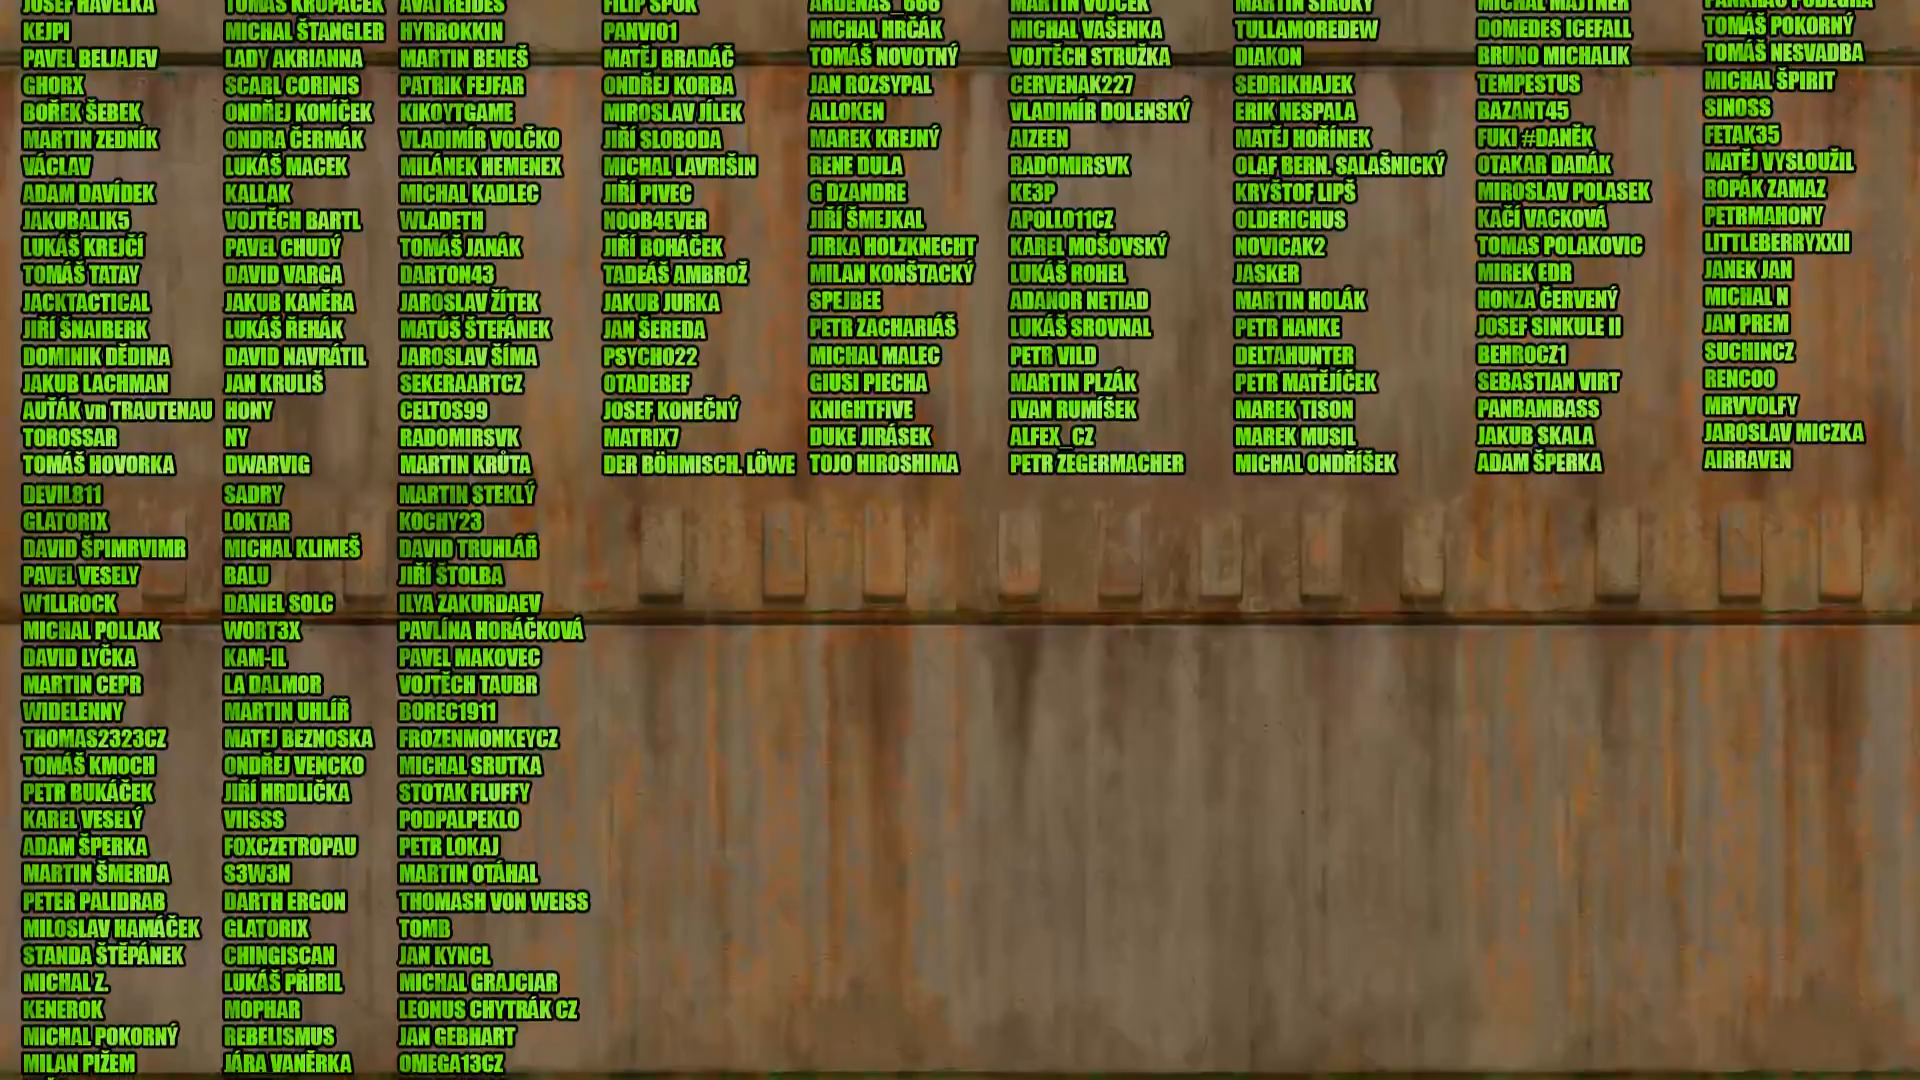 JOSEF HAVELKA
KEJPI
PAVEL BELJAJEV
GHORX
BOŘEK ŠEBEK
MARTIN ZEDNÍK
VÁCLAV
ADAM DAVÍDEK
JAKUBALIK5
LUKÁŠ KREJČÍ
TOMÁŠ TATAY
JACKTACTICAL
JIŘÍ ŠNAIBERK
DOMINIK DĚDINA
JAKUB LACHMAN
AUŤÁK vn TRAUTENAU
TOROSSAR
TOMÁŠ HOVORKA
DEVIL811
GLATORIX
DAVID ŠPIMRVIMR
PAVEL VESELY
W1LLROCK
MICHAL POLLAK
DAVID LYČKA
MARTIN CEPR
WIDELENNY
THOMAS2323CZ
TOMÁŠ KMOCH
PETR BUKÁČEK
KAREL VESELÝ
ADAM ŠPERKA
MARTIN ŠMERDA
PETER PALIDRAB
MILOSLAV HAMÁČEK
STANDA ŠTĚPÁNEK
MICHAL Z.
KENEROK
MICHAL POKORNÝ
MILAN PIŽEM
TOMÁŠ KROPÁČEK
MICHAL ŠTANGLER
LADY AKRIANNA
SCARL CORINIS
ONDŘEJ KONÍČEK
ONDRA ČERMÁK
LUKÁŠ MACEK
KALLAK
VOJTĚCH BARTL
PAVEL CHUDÝ
DAVID VARGA
JAKUB KANĚRA
LUKÁŠ ŘEHÁK
DAVID NAVRÁTIL
JAN KRULIŠ
HONY
NY
DWARVIG
SADRY
LOKTAR
MICHAL KLIMEŠ
BALU
DANIEL SOLC
WORT3X
KAM-IL
LA DALMOR
MARTIN UHLÍŘ
MATEJ BEZNOSKA
ONDŘEJ VENCKO
JIŘÍ HRDLIČKA
VIISSS
FOXCZETROPAU
S3W3N
DARTH ERGON
GLATORIX
CHINGISCAN
LUKÁŠ PŘIBIL
MOPHAR
REBELISMUS
JÁRA VANĚRKA
AVATREIDES
HYRROKKIN
MARTIN BENEŠ
PATRIK FEJFAR
KIKOYTGAME
VLADIMÍR VOLČKO
MILÁNEK HEMENEX
MICHAL KADLEC
WLADETH
TOMÁŠ JANÁK
DARTON43
JAROSLAV ŽÍTEK
MATÚŠ ŠTEFÁNEK
JAROSLAV ŠÍMA
SEKERAARTCZ
CELTOS99
RADOMIRSVK
MARTIN KRŮTA
MARTIN STEKLÝ
KOCHY23
DAVID TRUHLÁŘ
JIŘÍ ŠTOLBA
ILYA ZAKURDAEV
PAVLÍNA HORÁČKOVÁ
PAVEL MAKOVEC
VOJTĚCH TAUBR
BOREC1911
FROZENMONKEYCZ
MICHAL SRUTKA
STOTAK FLUFFY
PODPALPEKLO
PETR LOKAJ
MARTIN OTÁHAL
THOMASH VON WEISS
TOMB
JAN KYNCL
MICHAL GRAJCIAR
LEONUS CHYTRÁK CZ
JAN GEBHART
OMEGA13CZ
FILIP SPOK
PANVI01
MATĚJ BRADÁČ
ONDŘEJ KORBA
MIROSLAV JÍLEK
JIŘÍ SLOBODA
MICHAL LAVRIŠIN
JIŘÍ PIVEC
NOOB4EVER
JIŘÍ BOHÁČEK
TADEÁŠ AMBROŽ
JAKUB JURKA
JAN ŠEREDA
PSYCHO22
OTADEBEF
JOSEF KONEČNÝ
MATRIX7
DER BÖHMISCH. LÖWE
ARDENAS_666
MICHAL HRČÁK
TOMÁŠ NOVOTNÝ
JAN ROZSYPAL
ALLOKEN
MAREK KREJNÝ
RENE DULA
G DZANDRE
JIŘÍ ŠMEJKAL
JIRKA HOLZKNECHT
MILAN KONŠTACKÝ
SPEJBEE
PETR ZACHARIÁŠ
MICHAL MALEC
GIUSI PIECHA
KNIGHTFIVE
DUKE JIRÁSEK
TOJO HIROSHIMA
MARTIN VOJCEK
MICHAL VAŠENKA
VOJTĚCH STRUŽKA
CERVENAK227
VLADIMÍR DOLENSKÝ
AIZEEN
RADOMIRSVK
KE3P
APOLLO11CZ
KAREL MOŠOVSKÝ
LUKÁŠ ROHEL
ADANOR NETIAD
LUKÁŠ SROVNAL
PETR VILD
MARTIN PLZÁK
IVAN RUMÍŠEK
ALFEX_CZ
PETR ZEGERMACHER
MARTIN SIROKY
TULLAMOREDEW
DIAKON
SEDRIKHAJEK
ERIK NESPALA
MATĚJ HOŘÍNEK
OLAF BERN. SALAŠNICKÝ
KRYŠTOF LIPŠ
OLDERICHUS
NOVICAK2
JASKER
MARTIN HOLÁK
PETR HANKE
DELTAHUNTER
PETR MATĚJÍČEK
MAREK TISON
MAREK MUSIL
MICHAL ONDŘÍŠEK
MICHAL MAJTNER
DOMEDES ICEFALL
BRUNO MICHALIK
TEMPESTUS
BAZANT45
FUKI #DANĚK
OTAKAR DADÁK
MIROSLAV POLASEK
KAČÍ VACKOVÁ
TOMAS POLAKOVIC
MIREK EDR
HONZA ČERVENÝ
JOSEF SINKULE II
BEHROCZ1
SEBASTIAN VIRT
PANBAMBASS
JAKUB SKALA
ADAM ŠPERKA
TOMÁŠ POKORNÝ
TOMÁŠ NESVADBA
MICHAL ŠPIRIT
SINOSS
FETAK35
MATĚJ VYSLOUŽIL
ROPÁK ZAMAZ
PETRMAHONY
LITTLEBERRYXXII
JANEK JAN
MICHAL N
JAN PREM
SUCHINCZ
RENCOO
MRVVOLFY
JAROSLAV MICZKA
AIRRAVEN